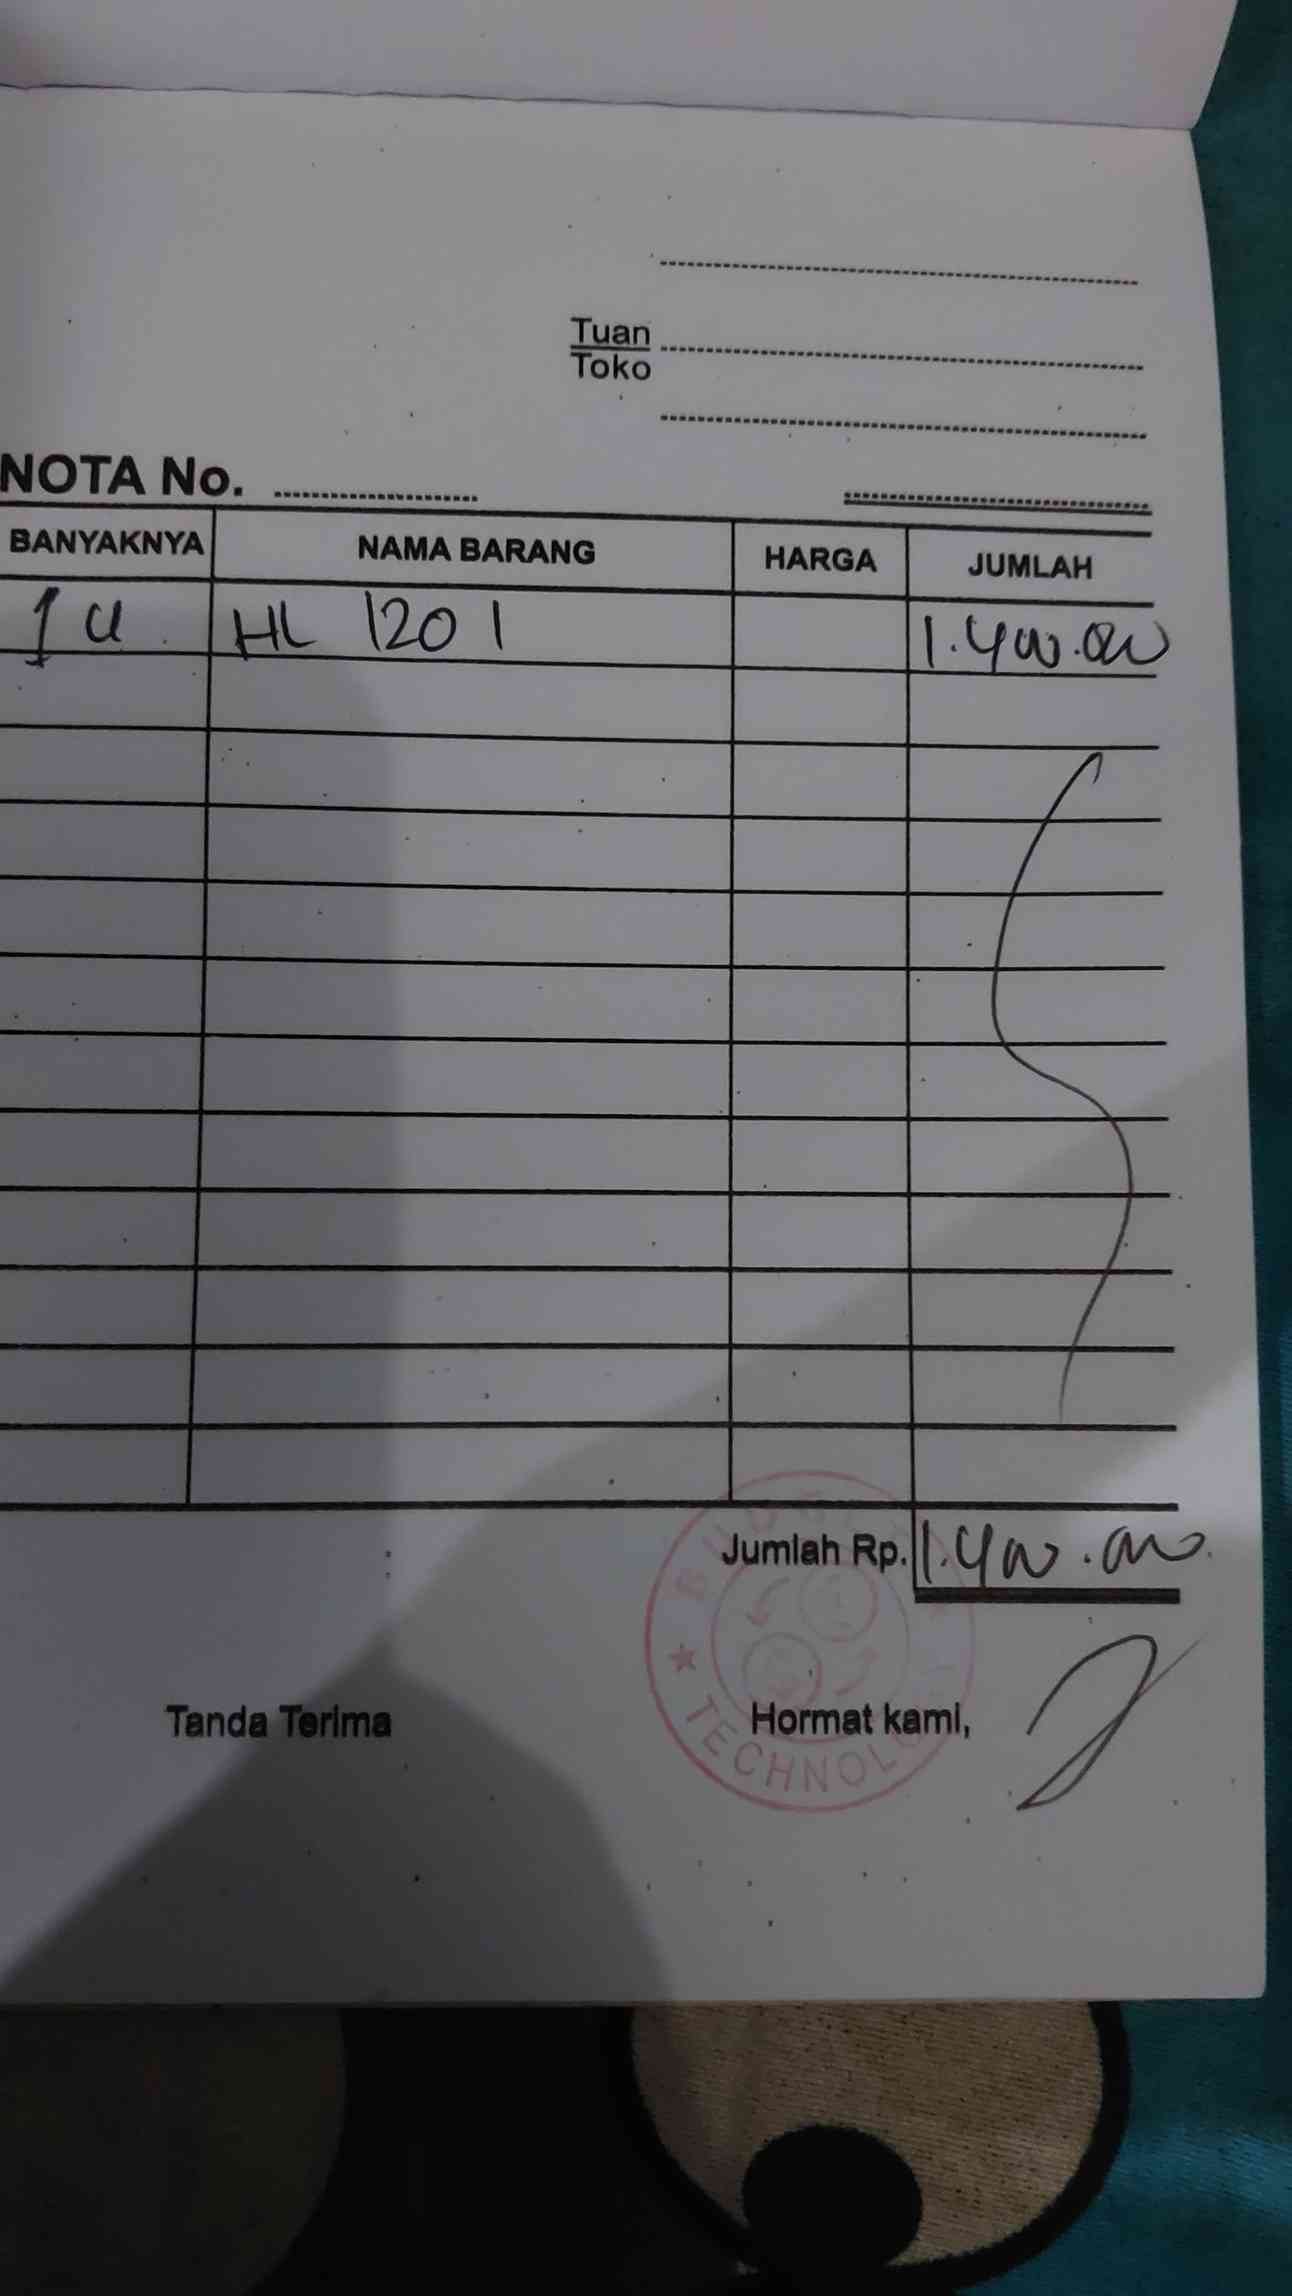 Tuan
Toko
NOTA No.
BANYAKNYA NAMA BARANG HARGA JUMLAH
1 U HL 1201 1.400.000
Jumlah Rp. 1.400.000
Tanda Terima Hormat kami,
TECHNOLO